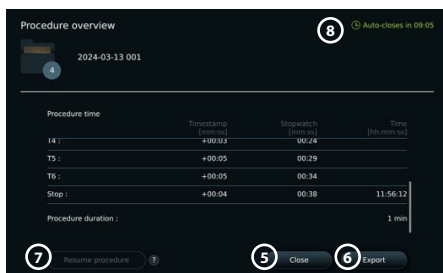 Procedure overview
8
Auto-closes in 09:05
2024-03-13 001
4
Procedure time
Timestamp [mm:ss] Stopwatch [mm:ss] Time [hh:mm:ss]
T4 : +00:03 00:24
T5 : +00:05 00:29
T6 : +00:05 00:34
Stop : +00:04 00:38 11:56:12
Procedure duration : 1 min
7 Resume procedure ? 5 Close 6 Export